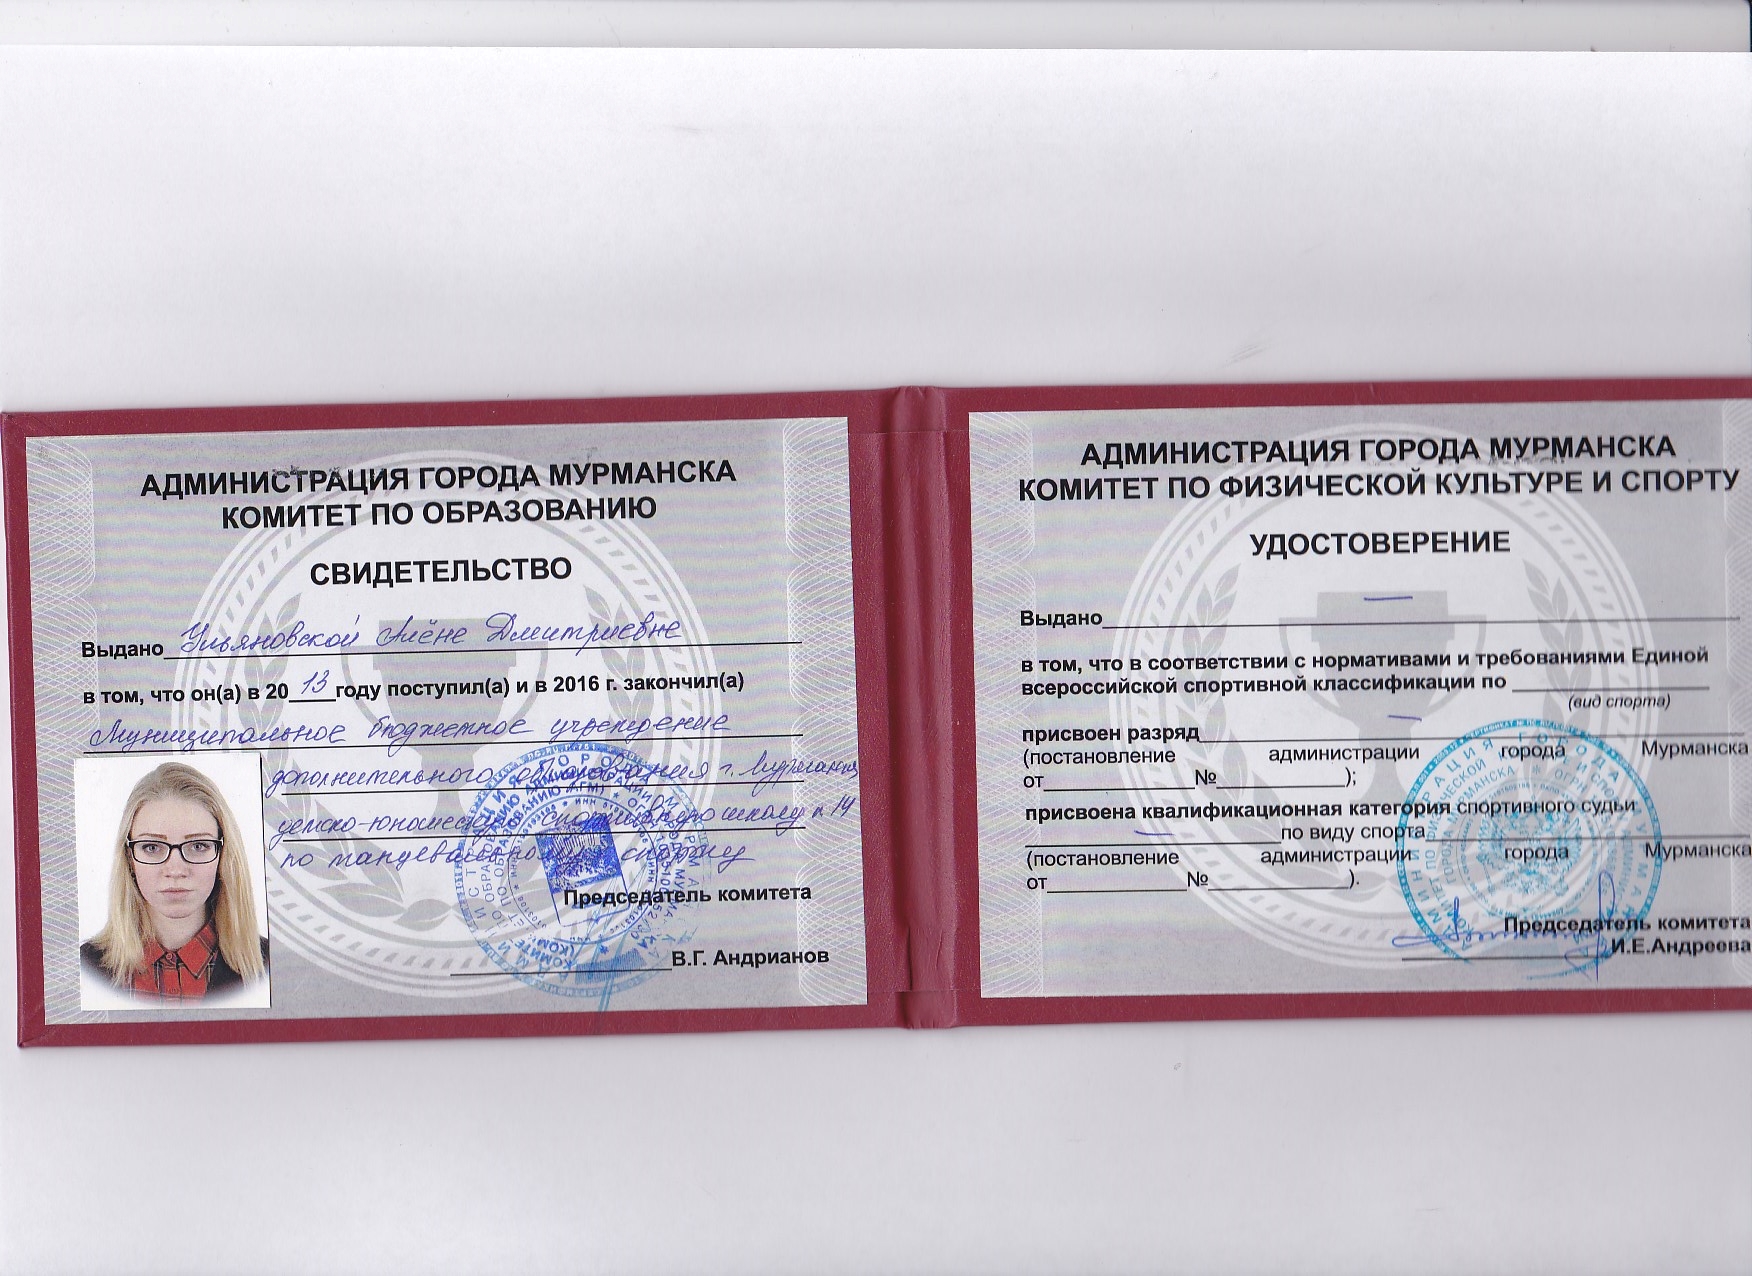 АДМИНИСТРАЦИЯ ГОРОДА МУРМАНСКА
КОМИТЕТ ПО ОБРАЗОВАНИЮ
СВИДЕТЕЛЬСТВО
Выдано Ульяновской Алёне Дмитриевне
в том, что он(а) в 2013 году поступил(а) и в 2016 г. закончил(а)
Муниципальное бюджетное учреждение
дополнительного образования г. Мурманска
детско-юношескую спортивную школу № 14
по танцевальному спорту
Председатель комитета
В.Г. Андрианов
АДМИНИСТРАЦИЯ ГОРОДА МУРМАНСКА
КОМИТЕТ ПО ФИЗИЧЕСКОЙ КУЛЬТУРЕ И СПОРТУ
УДОСТОВЕРЕНИЕ
Выдано —
в том, что в соответствии с нормативами и требованиями Единой
всероссийской спортивной классификации по
(вид спорта)
присвоен разряд —
(постановление администрации города Мурманска
от №);
присвоена квалификационная категория спортивного судьи
— по виду спорта
(постановление администрации города Мурманска
от №).
Председатель комитета
И.Е.Андреева